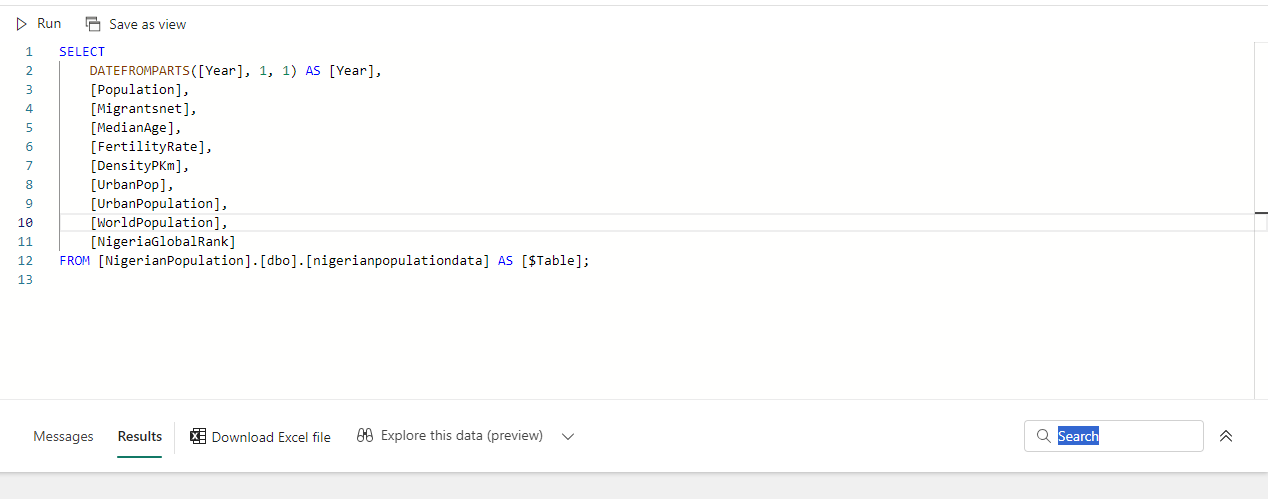 Run Save as view
1 SELECT
2 DATEFROMPARTS([Year], 1, 1) AS [Year],
3 [Population],
4 [Migrantsnet],
5 [MedianAge],
6 [FertilityRate],
7 [DensityPKm],
8 [UrbanPop],
9 [UrbanPopulation],
10 [WorldPopulation],
11 [NigeriaGlobalRank]
12 FROM [NigerianPopulation].[dbo].[nigerianpopulationdata] AS [$Table];
13
Messages Results Download Excel file Explore this data (preview) Search